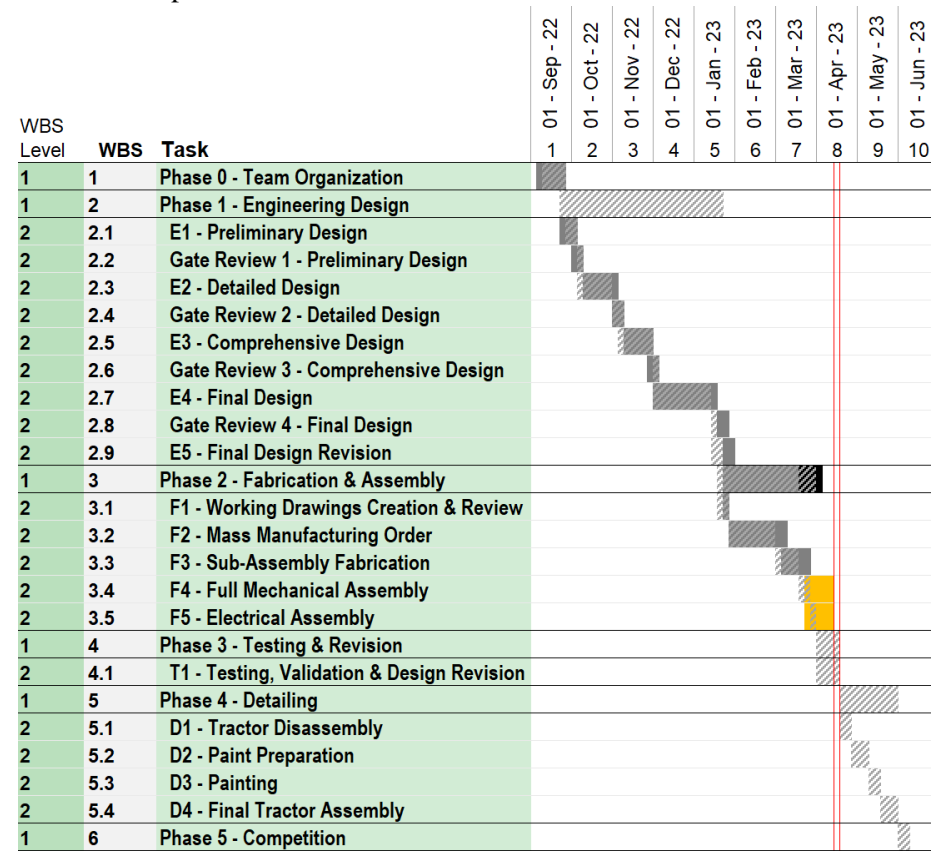 01 - Sep - 22
01 - Oct - 22
01 - Nov - 22
01 - Dec - 22
01 - Jan - 23
01 - Feb - 23
01 - Mar - 23
01 - Apr - 23
01 - May - 23
01 - Jun - 23
WBS
Level WBS Task 1 2 3 4 5 6 7 8 9 10
1 1 Phase 0 - Team Organization
1 2 Phase 1 - Engineering Design
2 2.1 E1 - Preliminary Design
2 2.2 Gate Review 1 - Preliminary Design
2 2.3 E2 - Detailed Design
2 2.4 Gate Review 2 - Detailed Design
2 2.5 E3 - Comprehensive Design
2 2.6 Gate Review 3 - Comprehensive Design
2 2.7 E4 - Final Design
2 2.8 Gate Review 4 - Final Design
2 2.9 E5 - Final Design Revision
1 3 Phase 2 - Fabrication & Assembly
2 3.1 F1 - Working Drawings Creation & Review
2 3.2 F2 - Mass Manufacturing Order
2 3.3 F3 - Sub-Assembly Fabrication
2 3.4 F4 - Full Mechanical Assembly
2 3.5 F5 - Electrical Assembly
1 4 Phase 3 - Testing & Revision
2 4.1 T1 - Testing, Validation & Design Revision
1 5 Phase 4 - Detailing
2 5.1 D1 - Tractor Disassembly
2 5.2 D2 - Paint Preparation
2 5.3 D3 - Painting
2 5.4 D4 - Final Tractor Assembly
1 6 Phase 5 - Competition